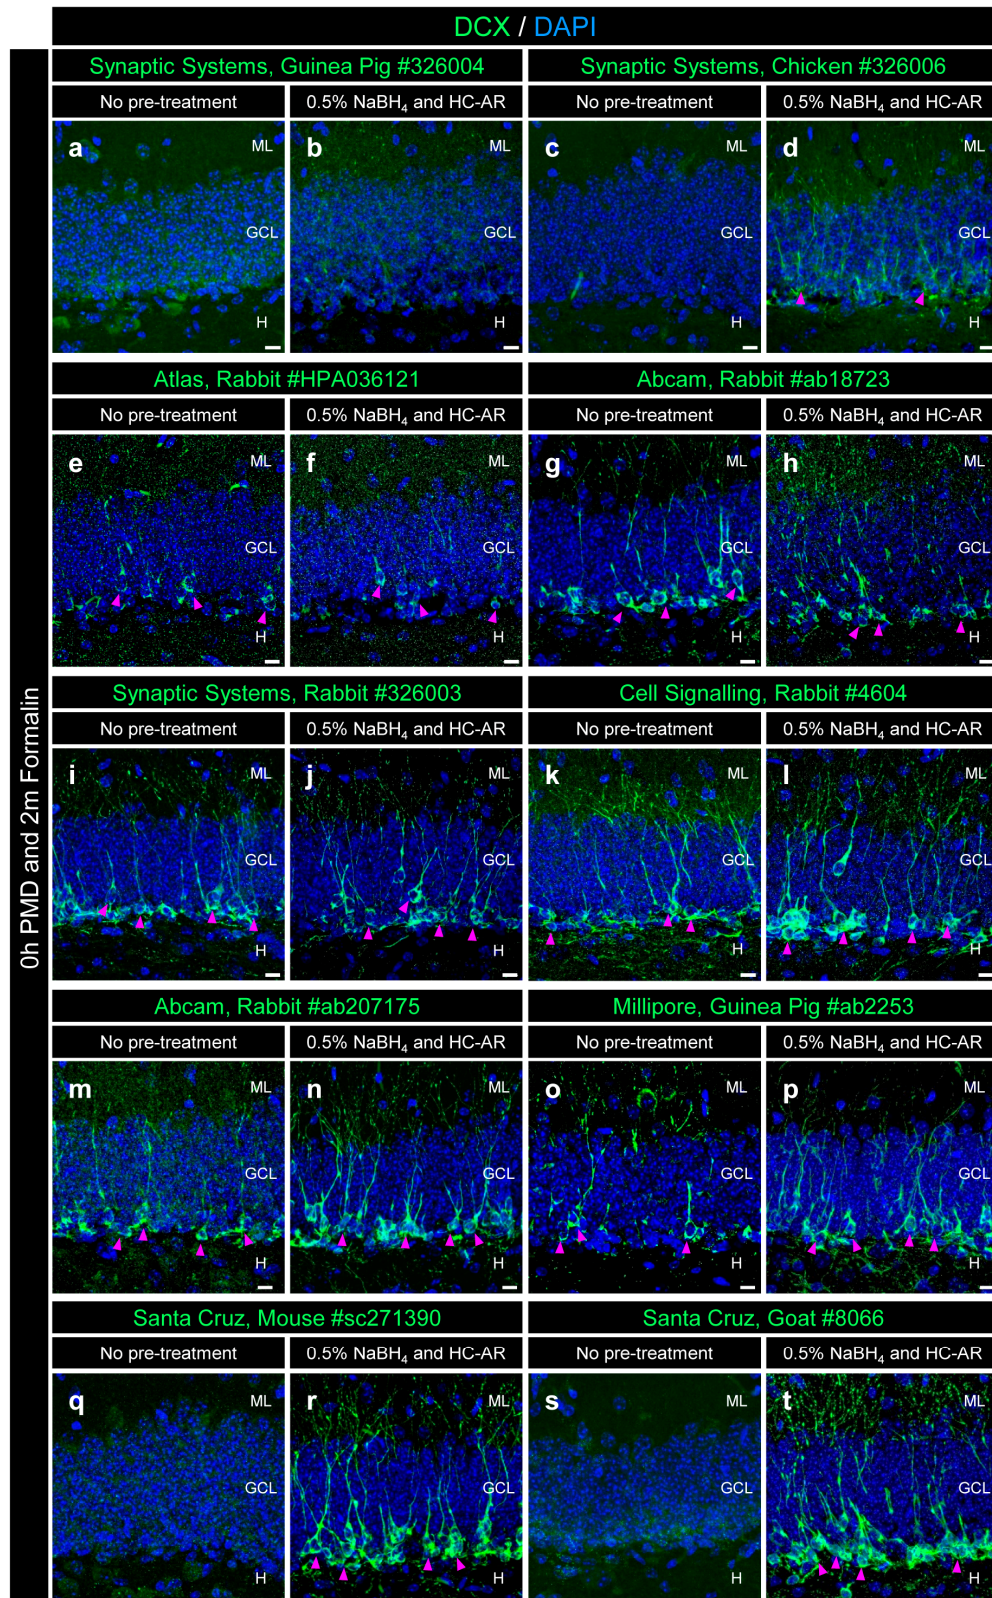 DCX / DAPI
0h PMD and 2m Formalin
Synaptic Systems, Guinea Pig #326004
Synaptic Systems, Chicken #326006
No pre-treatment
0.5% NaBH₄ and HC-AR
No pre-treatment
0.5% NaBH₄ and HC-AR
a ML GCL H
b ML GCL H
c ML GCL H
d ML GCL H
Atlas, Rabbit #HPA036121
Abcam, Rabbit #ab18723
No pre-treatment
0.5% NaBH₄ and HC-AR
No pre-treatment
0.5% NaBH₄ and HC-AR
e ML GCL H
f ML GCL H
g ML GCL H
h ML GCL H
Synaptic Systems, Rabbit #326003
Cell Signalling, Rabbit #4604
No pre-treatment
0.5% NaBH₄ and HC-AR
No pre-treatment
0.5% NaBH₄ and HC-AR
i ML GCL H
j ML GCL H
k ML GCL H
l ML GCL H
Abcam, Rabbit #ab207175
Millipore, Guinea Pig #ab2253
No pre-treatment
0.5% NaBH₄ and HC-AR
No pre-treatment
0.5% NaBH₄ and HC-AR
m ML GCL H
n ML GCL H
o ML GCL H
p ML GCL H
Santa Cruz, Mouse #sc271390
Santa Cruz, Goat #8066
No pre-treatment
0.5% NaBH₄ and HC-AR
No pre-treatment
0.5% NaBH₄ and HC-AR
q ML GCL H
r ML GCL H
s ML GCL H
t ML GCL H